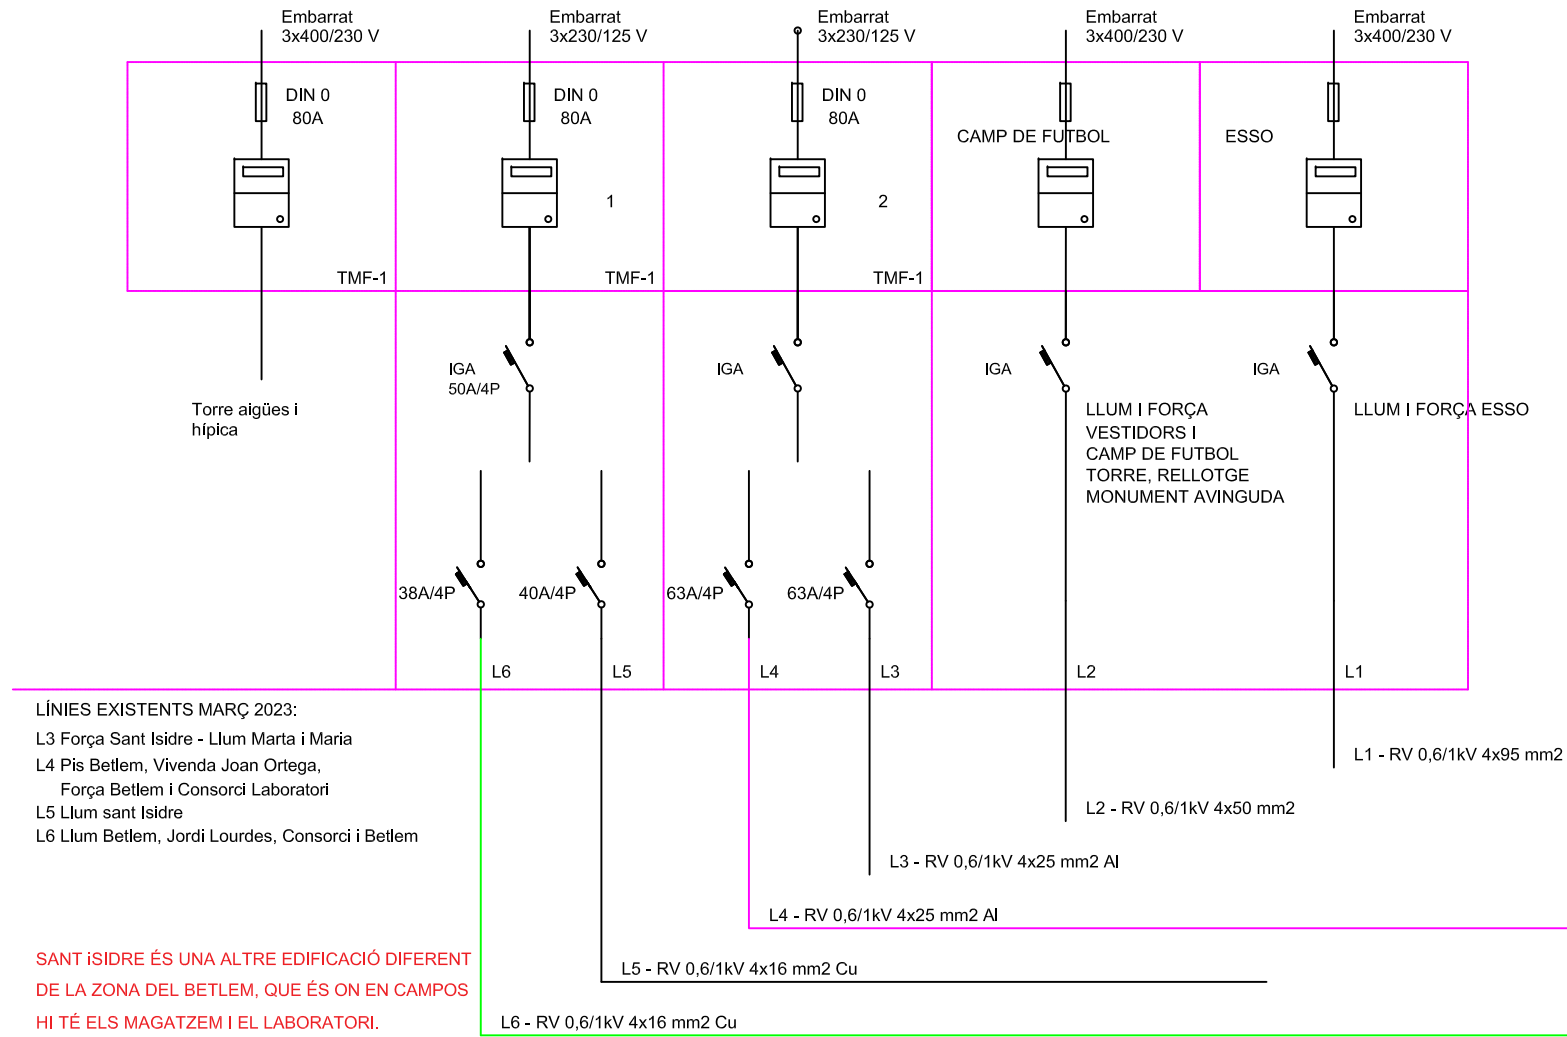 Embarrat
3x400/230 V
Embarrat
3x230/125 V
Embarrat
3x230/125 V
Embarrat
3x400/230 V
Embarrat
3x400/230 V
DIN 0
80A
DIN 0
80A
DIN 0
80A
CAMP DE FUTBOL
ESSO
1
2
TMF-1
TMF-1
TMF-1
IGA
50A/4P
IGA
IGA
IGA
Torre aigües i
hípica
LLUM I FORÇA
VESTIDORS I
CAMP DE FUTBOL
TORRE, RELLOTGE
MONUMENT AVINGUDA
LLUM I FORÇA ESSO
38A/4P
40A/4P
63A/4P
63A/4P
L6
L5
L4
L3
L2
L1
LÍNIES EXISTENTS MARÇ 2023:
L3 Força Sant Isidre - Llum Marta i Maria
L4 Pis Betlem, Vivenda Joan Ortega,
Força Betlem i Consorci Laboratori
L5 Llum sant Isidre
L6 Llum Betlem, Jordi Lourdes, Consorci i Betlem
L1 - RV 0,6/1kV 4x95 mm2
L2 - RV 0,6/1kV 4x50 mm2
L3 - RV 0,6/1kV 4x25 mm2 Al
L4 - RV 0,6/1kV 4x25 mm2 Al
L5 - RV 0,6/1kV 4x16 mm2 Cu
L6 - RV 0,6/1kV 4x16 mm2 Cu
SANT iSIDRE ÉS UNA ALTRE EDIFICACIÓ DIFERENT
DE LA ZONA DEL BETLEM, QUE ÉS ON EN CAMPOS
HI TÉ ELS MAGATZEM I EL LABORATORI.